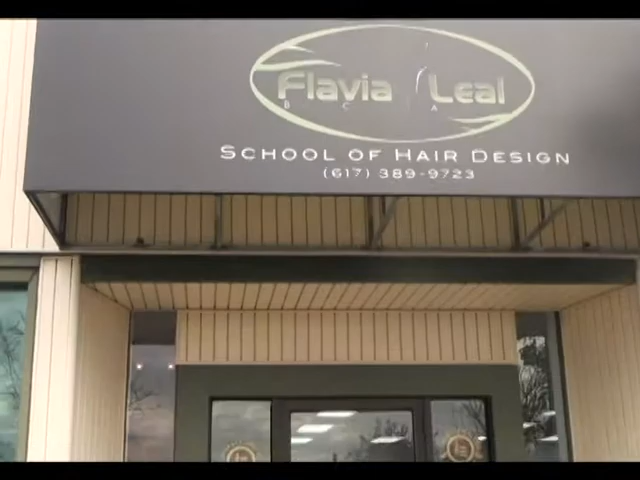 Flavia Leal
B C A
SCHOOL OF HAIR DESIGN
(617) 389-9723